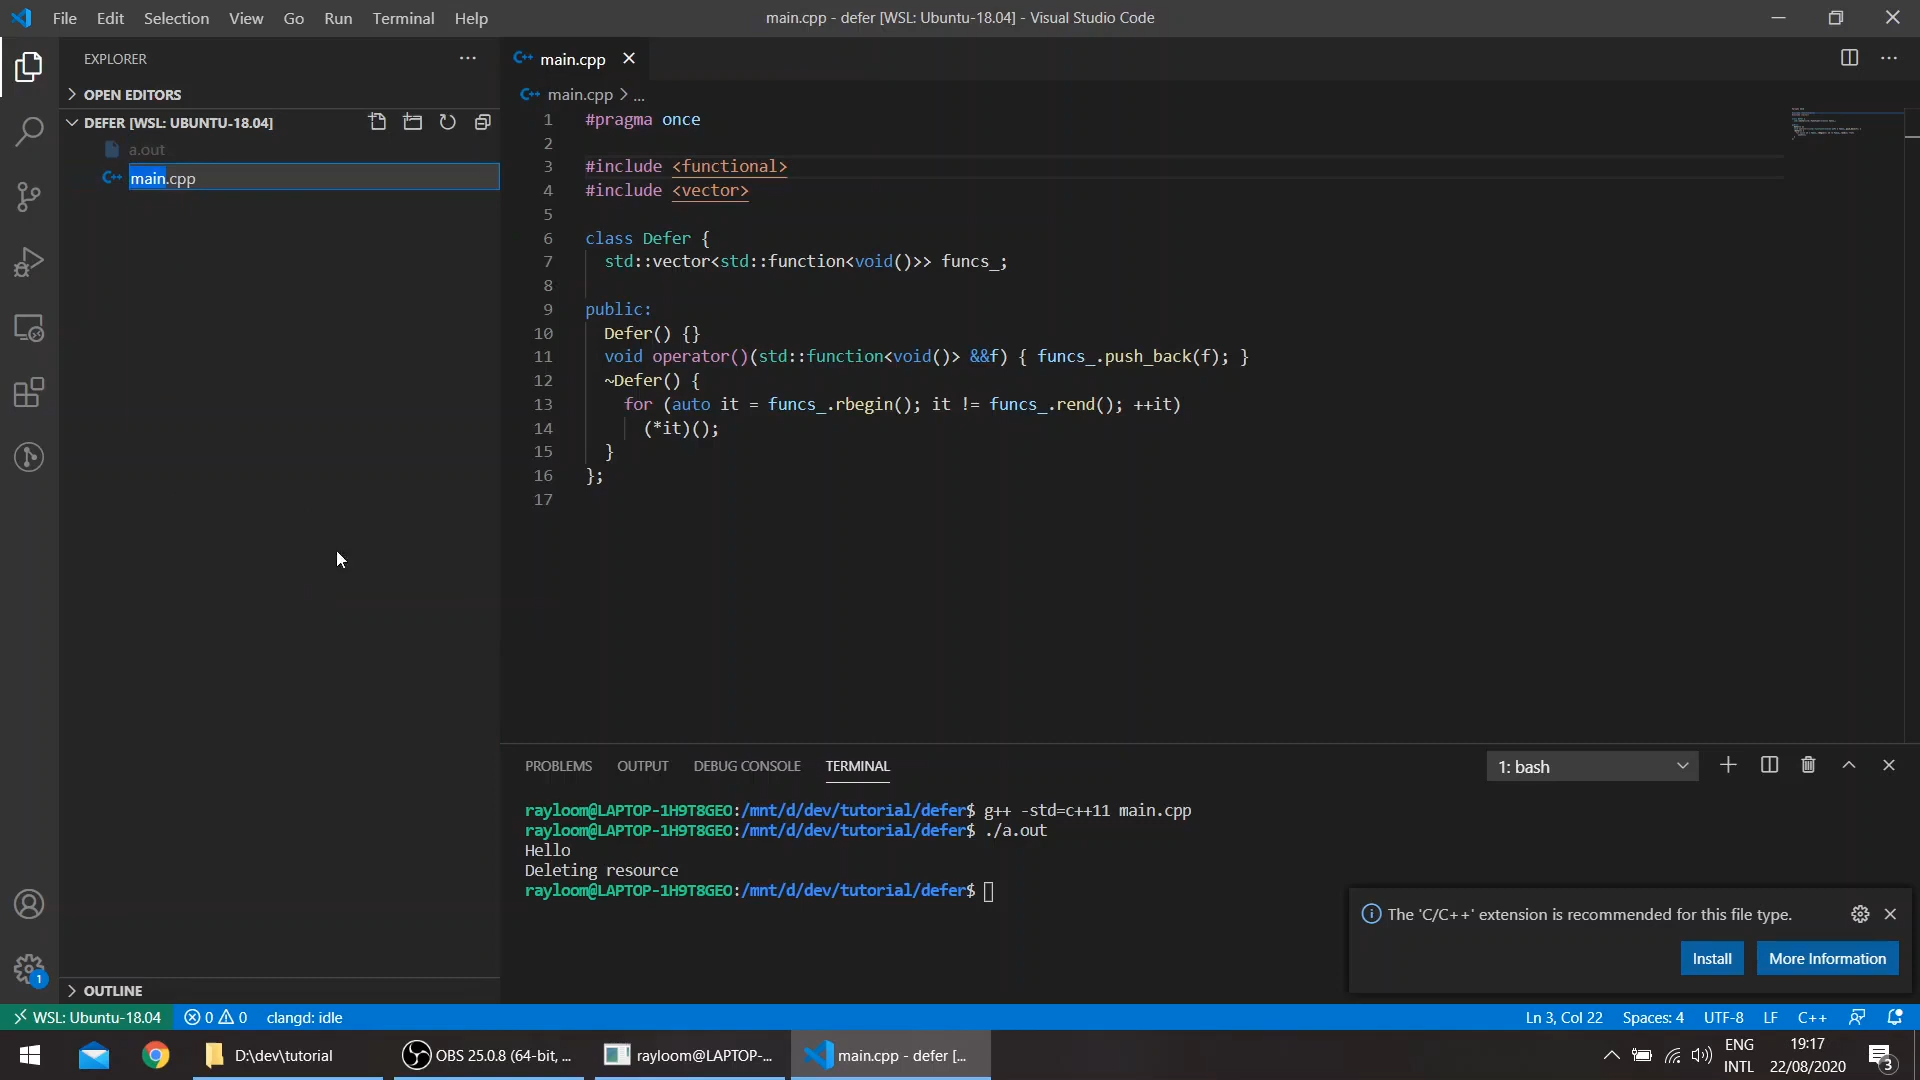 File Edit Selection View Go Run Terminal Help
main.cpp - defer [WSL: Ubuntu-18.04] - Visual Studio Code
EXPLORER
OPEN EDITORS
DEFER [WSL: UBUNTU-18.04]
a.out
main.cpp
OUTLINE
main.cpp
main.cpp > ...
1 #pragma once
2
3 #include <functional>
4 #include <vector>
5
6 class Defer {
7 std::vector<std::function<void()>> funcs_;
8
9 public:
10 Defer() {}
11 void operator()(std::function<void()> &&f) { funcs_.push_back(f); }
12 ~Defer() {
13 for (auto it = funcs_.rbegin(); it != funcs_.rend(); ++it)
14 (*it)();
15 }
16 };
17
PROBLEMS OUTPUT DEBUG CONSOLE TERMINAL
1: bash
rayloom@LAPTOP-1H9T8GEO:/mnt/d/dev/tutorial/defer$ g++ -std=c++11 main.cpp
rayloom@LAPTOP-1H9T8GEO:/mnt/d/dev/tutorial/defer$ ./a.out
Hello
Deleting resource
rayloom@LAPTOP-1H9T8GEO:/mnt/d/dev/tutorial/defer$
The 'C/C++' extension is recommended for this file type.
Install More Information
1
WSL: Ubuntu-18.04 0 0 clangd: idle
Ln 3, Col 22 Spaces: 4 UTF-8 LF C++
D:\dev\tutorial
OBS 25.0.8 (64-bit, ...
rayloom@LAPTOP-...
main.cpp - defer [...
ENG
INTL
19:17
22/08/2020
3